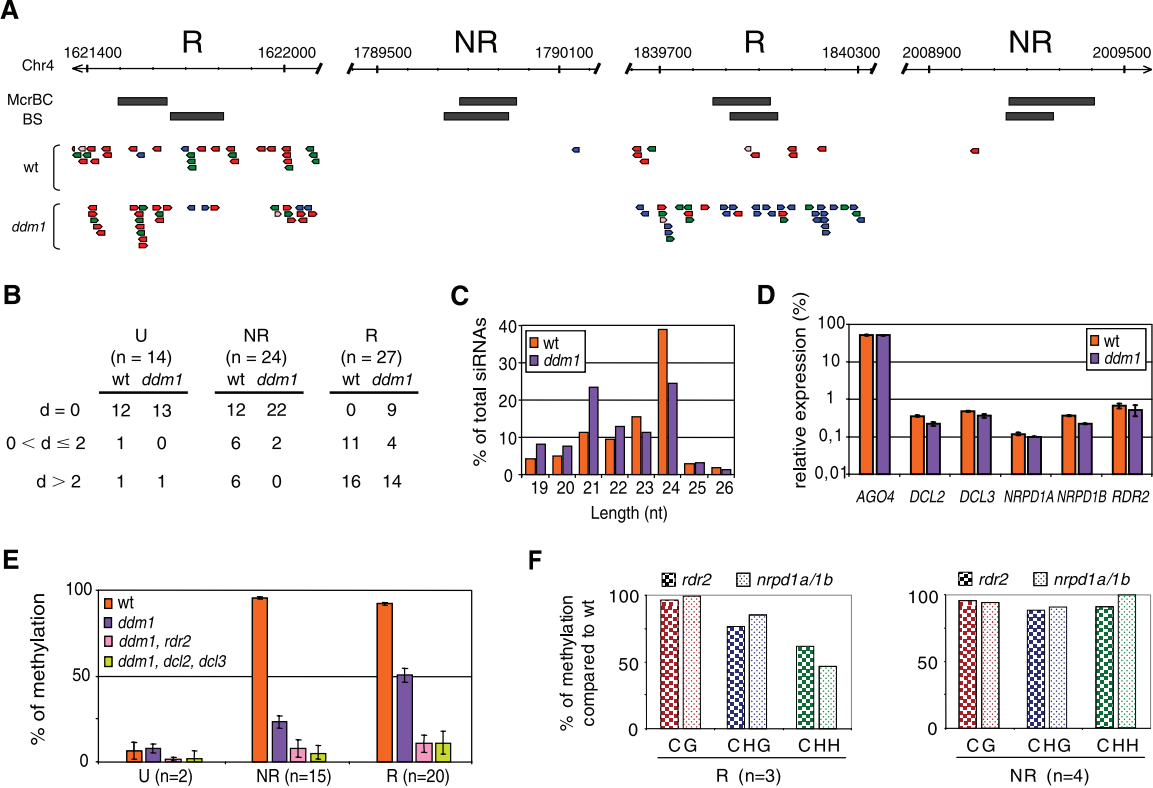 A
R NR R NR
1621400 1622000 1789500 1790100 1839700 1840300 2008900 2009500
Chr4
McrBC
BS
wt
ddm1
B
U NR R
(n = 14) (n = 24) (n = 27)
wt ddm1 wt ddm1 wt ddm1
d = 0 12 13 12 22 0 9
0 < d ≤ 2 1 0 6 2 11 4
d > 2 1 1 6 0 16 14
C
% of total siRNAs
40
30
20
10
0
wt
ddm1
19 20 21 22 23 24 25 26
Length (nt)
D
relative expression (%)
100
10
1
0,1
0,01
wt
ddm1
AGO4 DCL2 DCL3 NRPD1A NRPD1B RDR2
E
% of methylation
100
50
0
wt
ddm1
ddm1, rdr2
ddm1, dcl2, dcl3
U (n=2) NR (n=15) R (n=20)
F
% of methylation
compared to wt
rdr2 nrpd1a/1b
100
50
0
CG CHG CHH
R (n=3)
rdr2 nrpd1a/1b
100
50
0
CG CHG CHH
NR (n=4)